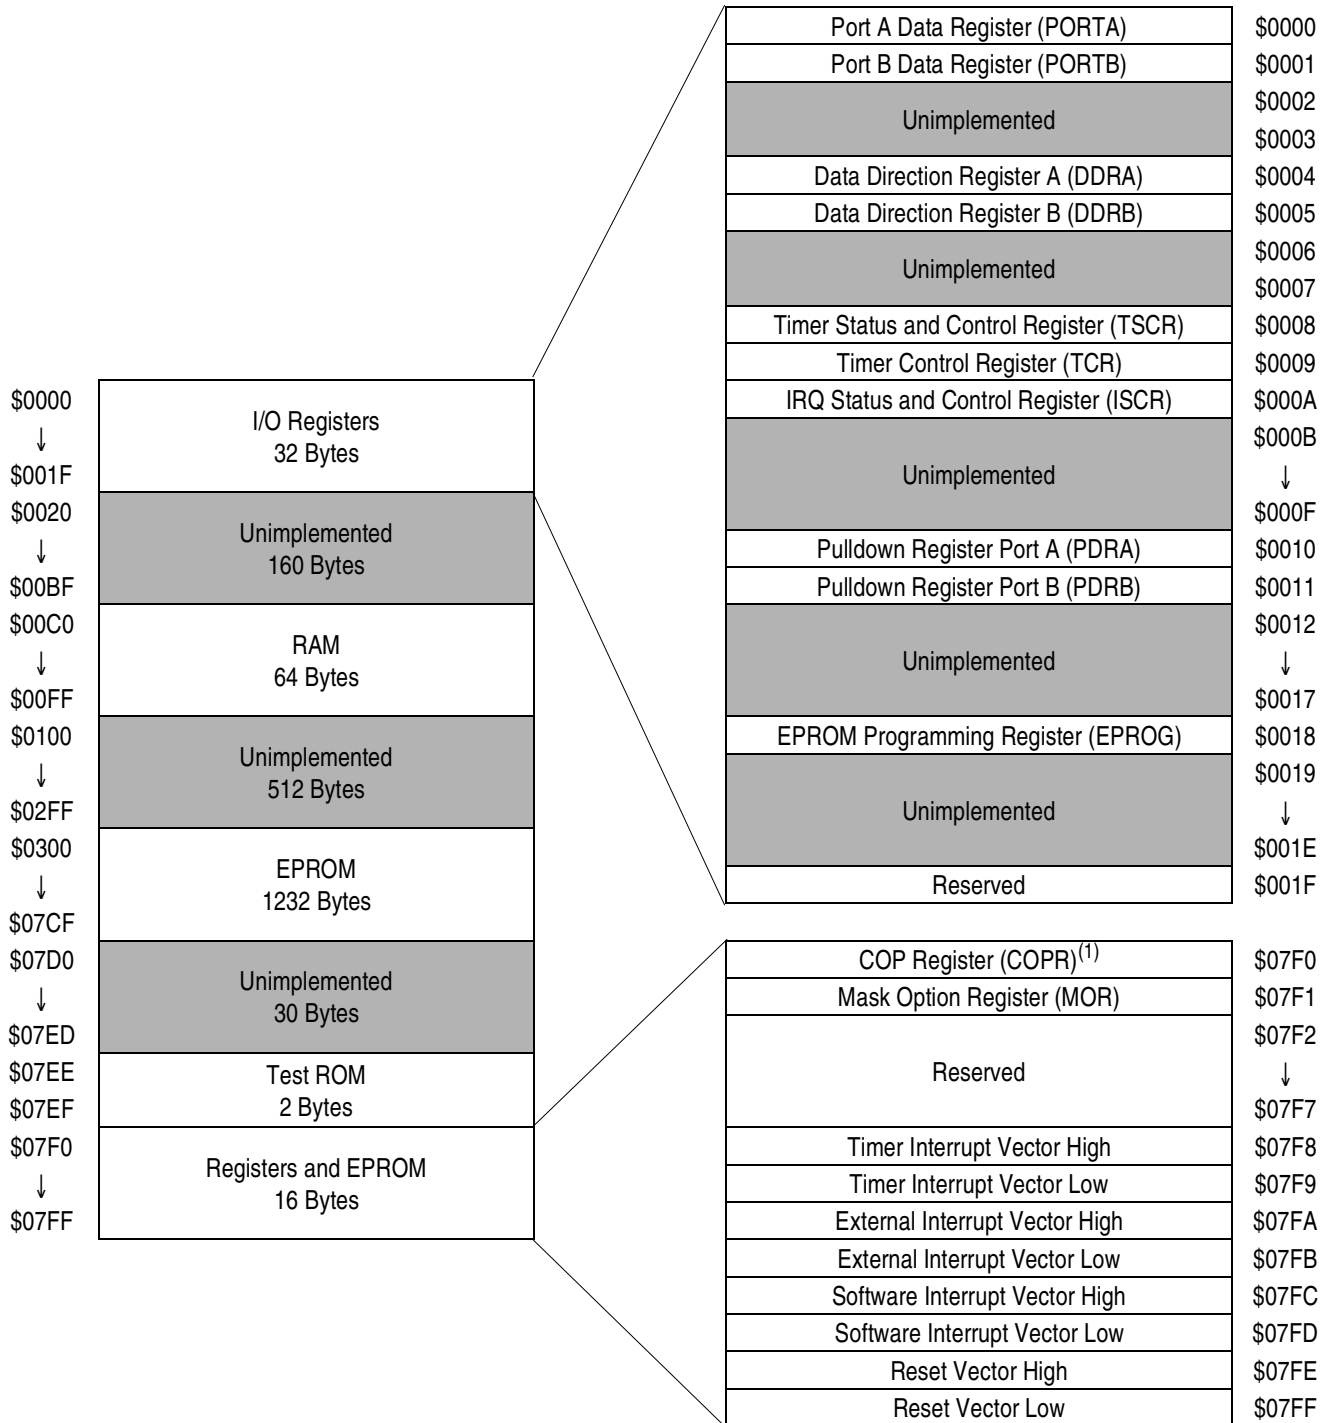 Port A Data Register (PORTA) $0000
Port B Data Register (PORTB) $0001
Unimplemented
$0002
$0003
Data Direction Register A (DDRA) $0004
Data Direction Register B (DDRB) $0005
Unimplemented
$0006
$0007
Timer Status and Control Register (TSCR) $0008
Timer Control Register (TCR) $0009
IRQ Status and Control Register (ISCR) $000A
Unimplemented
$000B
↓
$000F
Pulldown Register Port A (PDRA) $0010
Pulldown Register Port B (PDRB) $0011
Unimplemented
$0012
↓
$0017
EPROM Programming Register (EPROG) $0018
Unimplemented
$0019
↓
$001E
Reserved $001F
$0000
↓
$001F
I/O Registers
32 Bytes
$0020
↓
$00BF
Unimplemented
160 Bytes
$00C0
↓
$00FF
RAM
64 Bytes
$0100
↓
$02FF
Unimplemented
512 Bytes
$0300
↓
$07CF
EPROM
1232 Bytes
$07D0
↓
$07ED
Unimplemented
30 Bytes
$07EE
$07EF
Test ROM
2 Bytes
$07F0
↓
$07FF
Registers and EPROM
16 Bytes
COP Register (COPR)(1) $07F0
Mask Option Register (MOR) $07F1
Reserved
$07F2
↓
$07F7
Timer Interrupt Vector High $07F8
Timer Interrupt Vector Low $07F9
External Interrupt Vector High $07FA
External Interrupt Vector Low $07FB
Software Interrupt Vector High $07FC
Software Interrupt Vector Low $07FD
Reset Vector High $07FE
Reset Vector Low $07FF